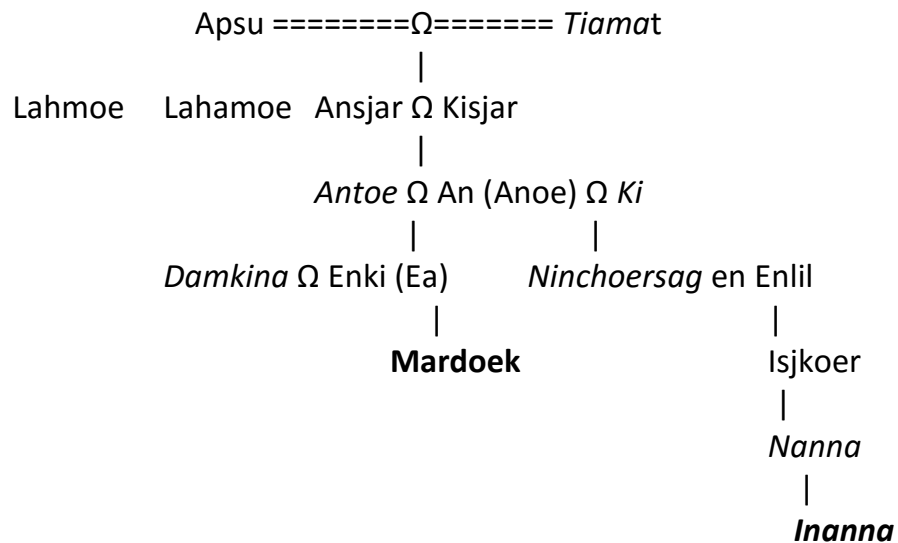 Apsu ========Ω======= Tiamat
|
Lahmoe Lahamoe Ansjar Ω Kisjar
|
Antoe Ω An (Anoe) Ω Ki
| |
Damkina Ω Enki (Ea) Ninchoersag en Enlil
| |
Mardoek Isjkoer
|
Nanna
|
Inanna